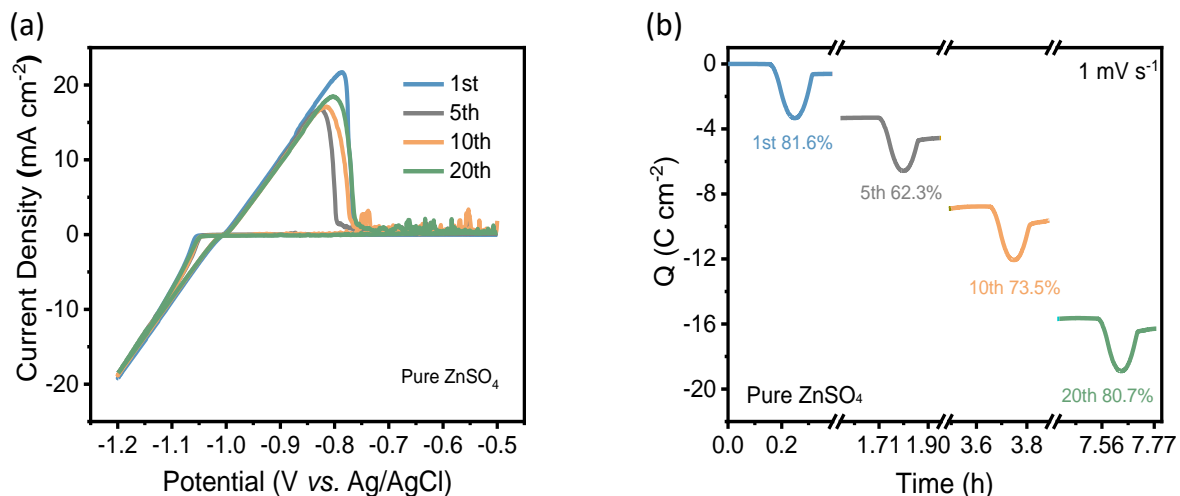 (a)
Current Density (mA cm⁻²)
20
10
0
-10
-20
1st
5th
10th
20th
Pure ZnSO₄
-1.2 -1.1 -1.0 -0.9 -0.8 -0.7 -0.6 -0.5
Potential (V vs. Ag/AgCl)
(b)
Q (C cm⁻²)
0
-4
-8
-12
-16
-20
1 mV s⁻¹
1st 81.6%
5th 62.3%
10th 73.5%
20th 80.7%
Pure ZnSO₄
0.0 0.2 1.71 1.90 3.6 3.8 7.56 7.77
Time (h)